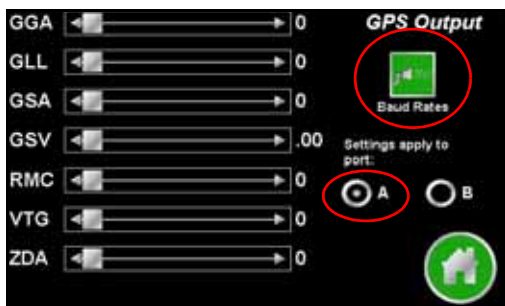 GPS Output
GGA 0
GLL 0
GSA 0
Baud Rates
GSV .00
Settings apply to
port:
RMC 0
A B
VTG 0
ZDA 0